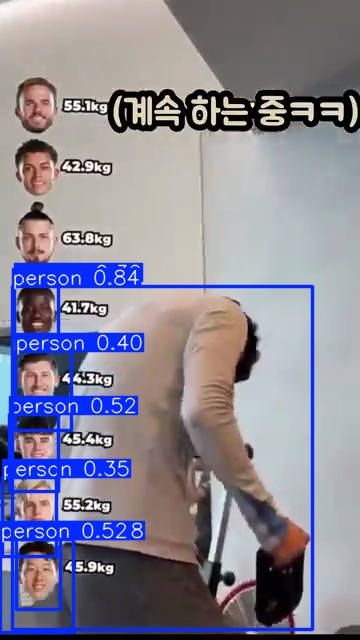 55.1kg
(계속 하는 중ㅋㅋ)
42.9kg
63.8kg
person 0.84
41.7kg
person 0.40
44.3kg
person 0.52
45.4kg
person 0.35
55.2kg
person 0.528
45.9kg